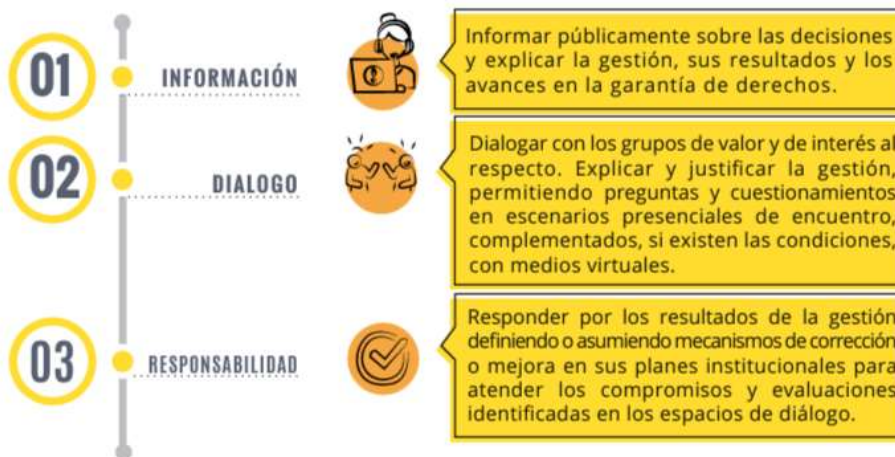 01
INFORMACIÓN
Informar públicamente sobre las decisiones
y explicar la gestión, sus resultados y los
avances en la garantía de derechos.
02
DIALOGO
Dialogar con los grupos de valor y de interés al
respecto. Explicar y justificar la gestión,
permitiendo preguntas y cuestionamientos
en escenarios presenciales de encuentro,
complementados, si existen las condiciones,
con medios virtuales.
03
RESPONSABILIDAD
Responder por los resultados de la gestión
definiendo o asumiendo mecanismos de corrección
o mejora en sus planes institucionales para
atender los compromisos y evaluaciones
identificadas en los espacios de diálogo.